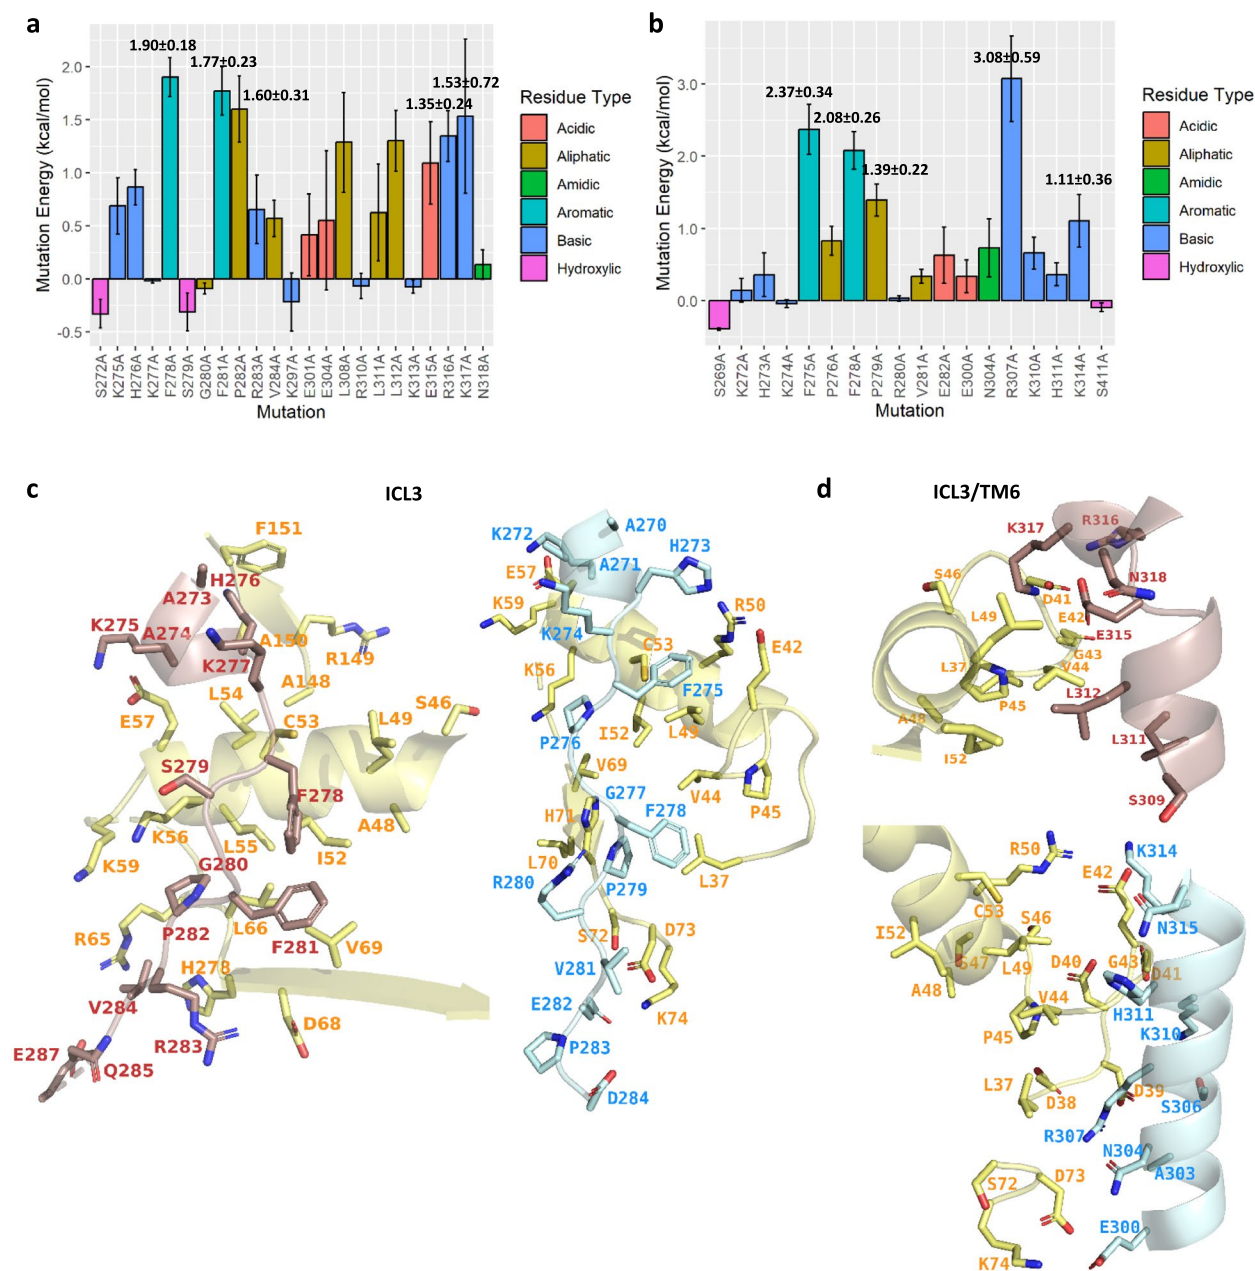 a
1.90±0.18
1.77±0.23
1.60±0.31
1.53±0.72
1.35±0.24
Mutation Energy (kcal/mol)
2.0
1.5
1.0
0.5
0.0
-0.5
S272A
K275A
H276A
K277A
F278A
S279A
G280A
F281A
P282A
R283A
V284A
K297A
E301A
E304A
L308A
R310A
L311A
L312A
K313A
E315A
R316A
K317A
N318A
Mutation
Residue Type
Acidic
Aliphatic
Amidic
Aromatic
Basic
Hydroxylic
b
3.08±0.59
2.37±0.34
2.08±0.26
1.39±0.22
1.11±0.36
Mutation Energy (kcal/mol)
3.0
2.0
1.0
0.0
S269A
K272A
H273A
K274A
F275A
P276A
F278A
P279A
R280A
V281A
E282A
E300A
N304A
R307A
K310A
H311A
K314A
S411A
Mutation
Residue Type
Acidic
Aliphatic
Amidic
Aromatic
Basic
Hydroxylic
c
ICL3
F151
H276
A273
K275
A274
A150
K277
R149
A148
L54
E57
C53
L49
S46
S279
F278
A48
K56
L55
I52
K59
G280
P282
L66
R65
F281
V69
H278
V284
D68
R283
E287
Q285
K272
A270
A271
H273
E57
K59
R50
K274
C53
E42
K56
F275
I52
L49
P276
V69
V44
G277
F278
P45
H71
L70
L37
R280
P279
S72
D73
V281
E282
K74
P283
D284
d
ICL3/TM6
K317
R316
S46
N318
D41
L49
E42
E315
G43
L37
V44
L312
P45
A48
L311
I52
S309
R50
K314
E42
C53
N315
I52
S46
S47
L49
D40
G43
D41
A48
V44
H311
P45
K310
L37
D38
D39
S306
R307
N304
A303
S72
D73
E300
K74